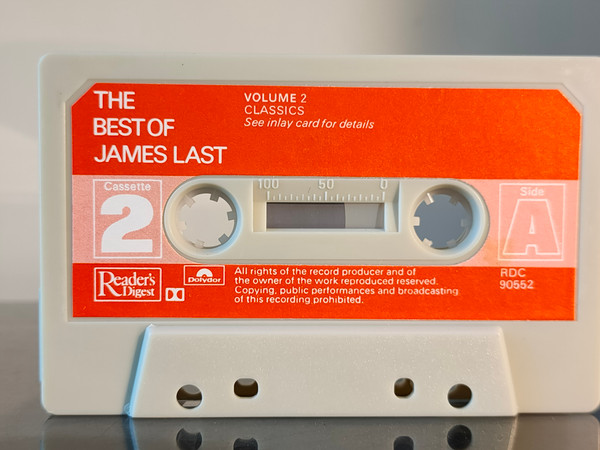 THE
BEST OF
JAMES LAST
VOLUME 2
CLASSICS
See inlay card for details
Cassette
2
100 50 0
Side
A
Reader's
Digest
Polydor
All rights of the record producer and of
the owner of the work reproduced reserved.
Copying, public performances and broadcasting
of this recording prohibited.
RDC
90552